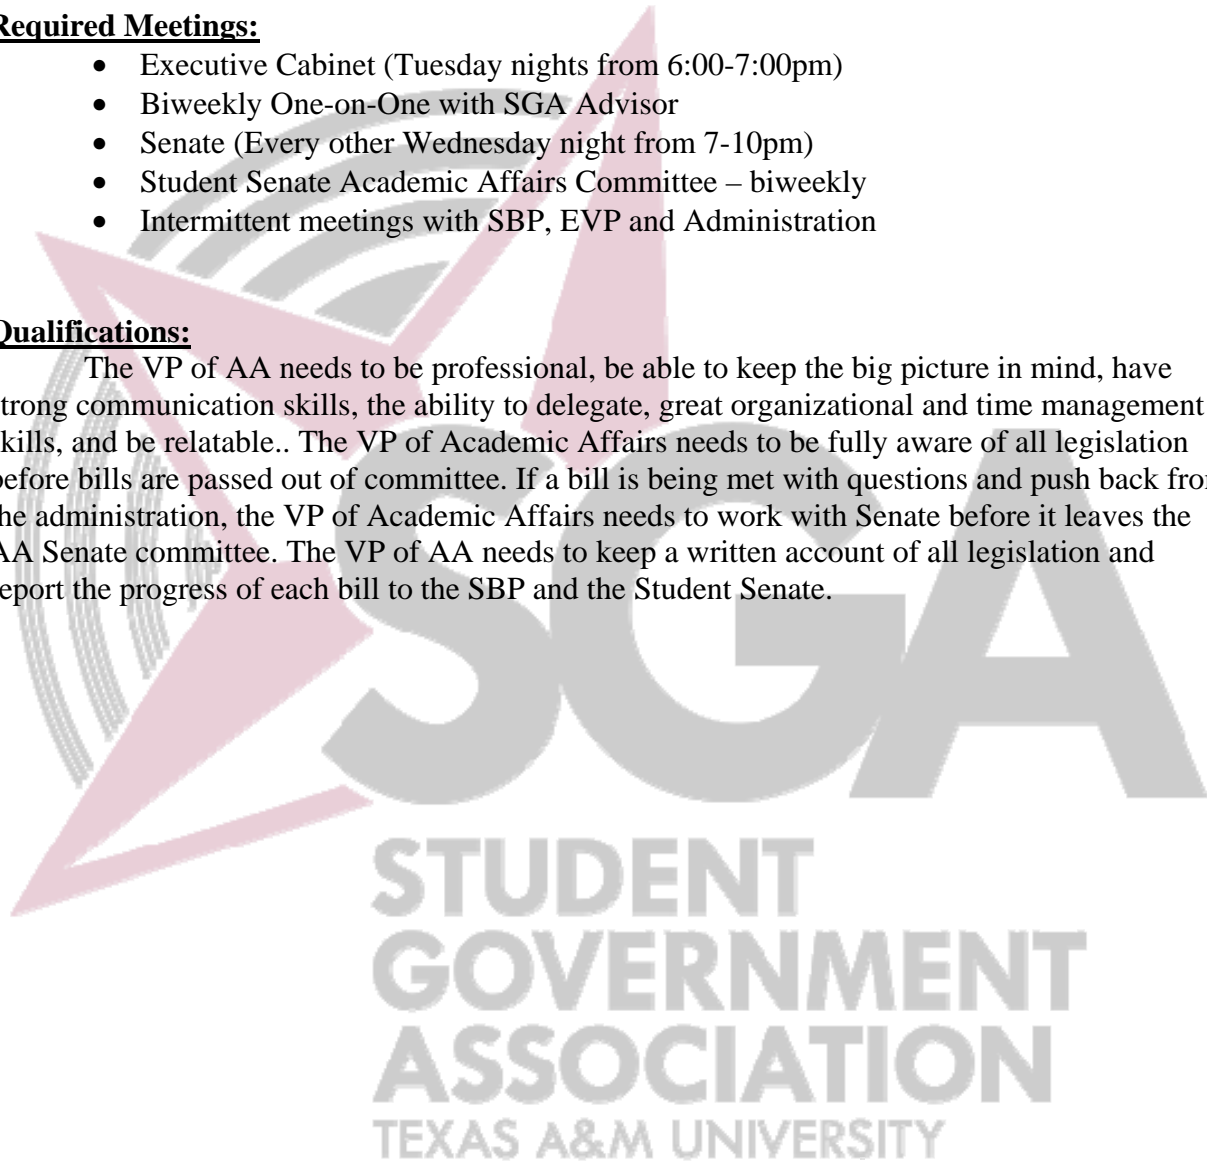 Required Meetings:
• Executive Cabinet (Tuesday nights from 6:00-7:00pm)
• Biweekly One-on-One with SGA Advisor
• Senate (Every other Wednesday night from 7-10pm)
• Student Senate Academic Affairs Committee – biweekly
• Intermittent meetings with SBP, EVP and Administration
Qualifications:
The VP of AA needs to be professional, be able to keep the big picture in mind, have
trong communication skills, the ability to delegate, great organizational and time management
kills, and be relatable.. The VP of Academic Affairs needs to be fully aware of all legislation
before bills are passed out of committee. If a bill is being met with questions and push back from
he administration, the VP of Academic Affairs needs to work with Senate before it leaves the
AA Senate committee. The VP of AA needs to keep a written account of all legislation and
eport the progress of each bill to the SBP and the Student Senate.
SGA
STUDENT
GOVERNMENT
ASSOCIATION
TEXAS A&M UNIVERSITY